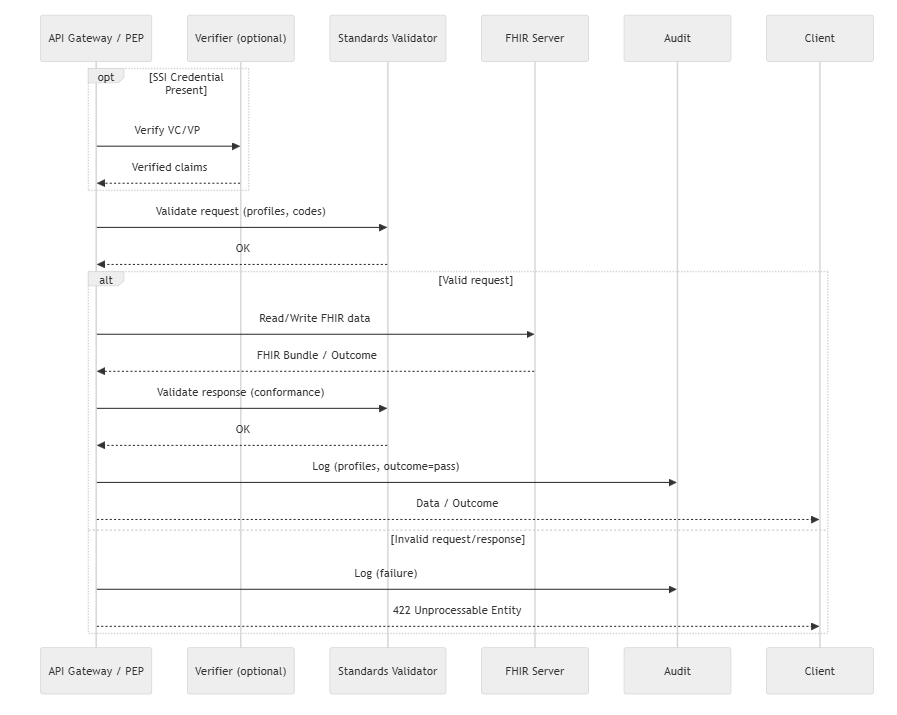 API Gateway / PEP
Verifier (optional)
Standards Validator
FHIR Server
Audit
Client
opt
[SSI Credential
Present]
Verify VC/VP
Verified claims
Validate request (profiles, codes)
OK
alt
[Valid request]
Read/Write FHIR data
FHIR Bundle / Outcome
Validate response (conformance)
OK
Log (profiles, outcome=pass)
Data / Outcome
[Invalid request/response]
Log (failure)
422 Unprocessable Entity
API Gateway / PEP
Verifier (optional)
Standards Validator
FHIR Server
Audit
Client